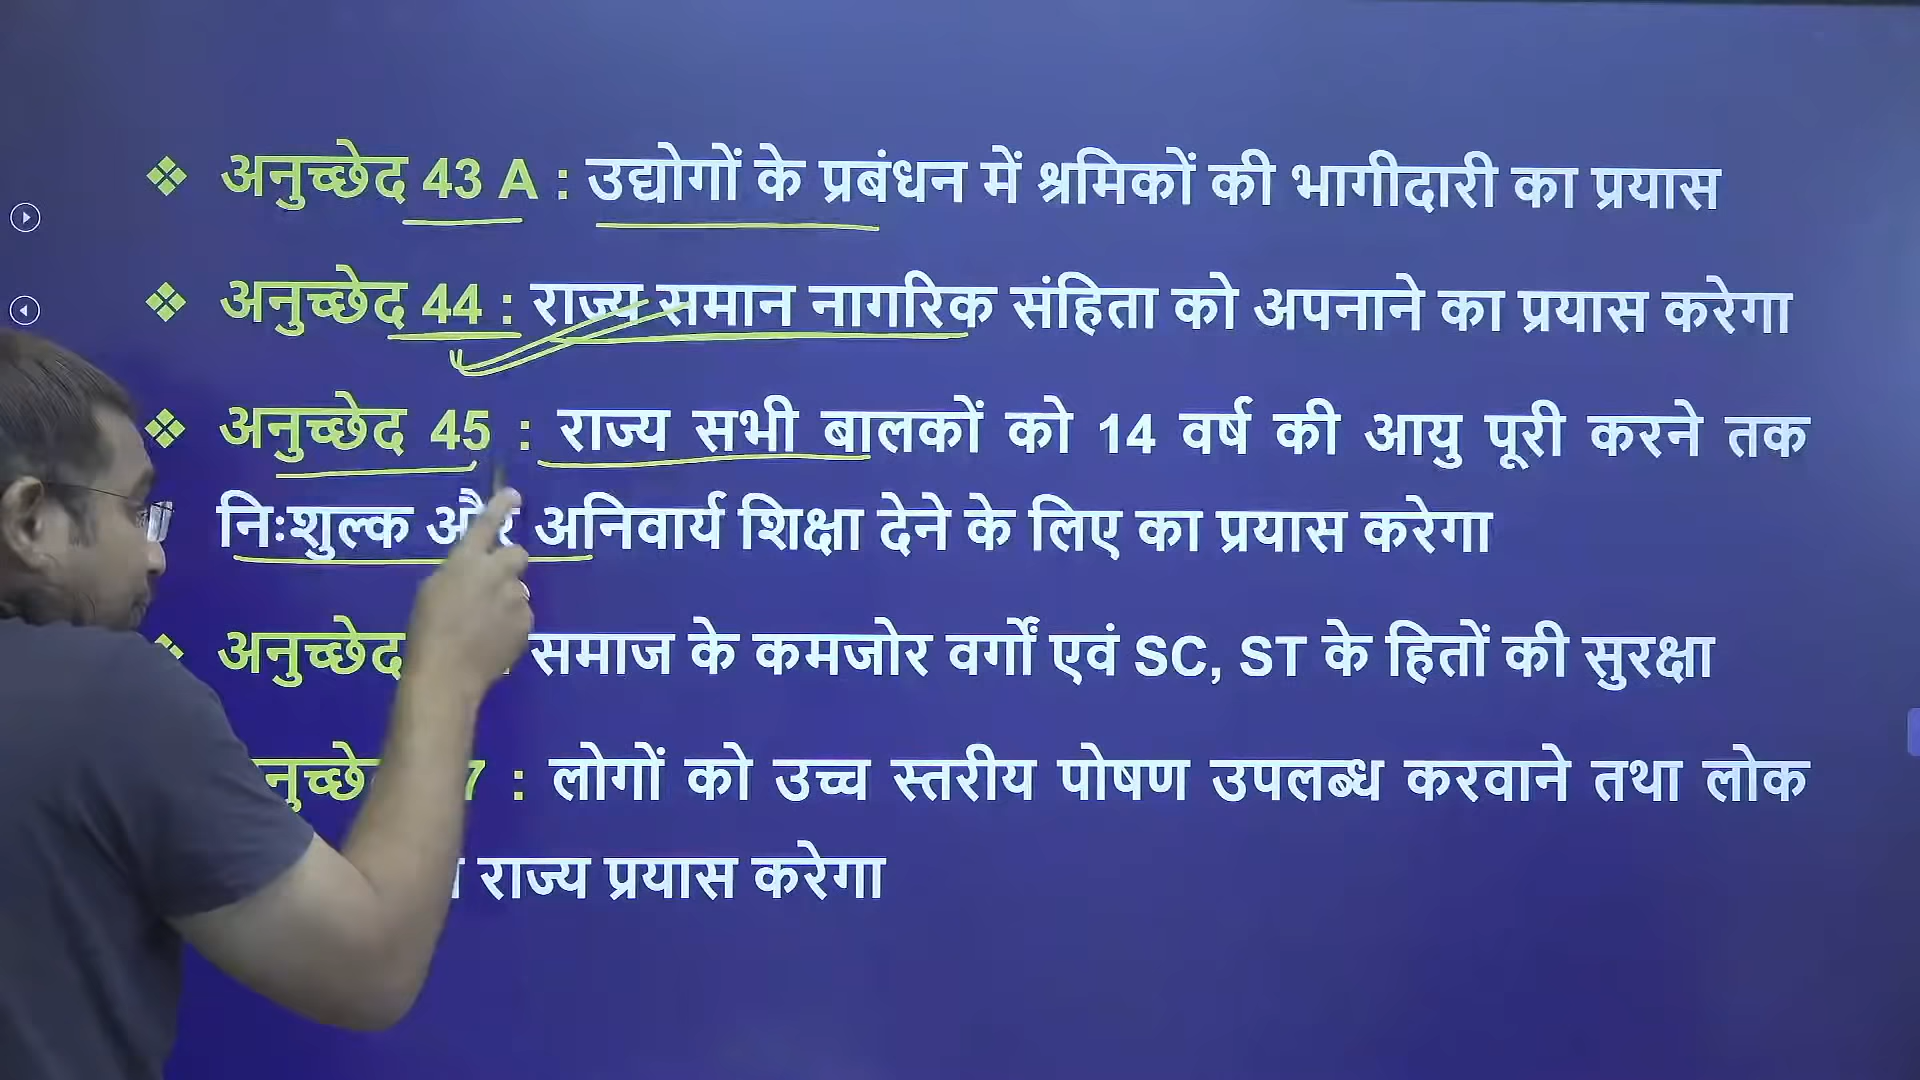 ❖ अनुच्छेद 43 A : उद्योगों के प्रबंधन में श्रमिकों की भागीदारी का प्रयास
❖ अनुच्छेद 44 : राज्य समान नागरिक संहिता को अपनाने का प्रयास करेगा
❖ अनुच्छेद 45 : राज्य सभी बालकों को 14 वर्ष की आयु पूरी करने तक
निःशुल्क और अनिवार्य शिक्षा देने के लिए का प्रयास करेगा
अनुच्छेद समाज के कमजोर वर्गों एवं SC, ST के हितों की सुरक्षा
: लोगों को उच्च स्तरीय पोषण उपलब्ध करवाने तथा लोक
राज्य प्रयास करेगा